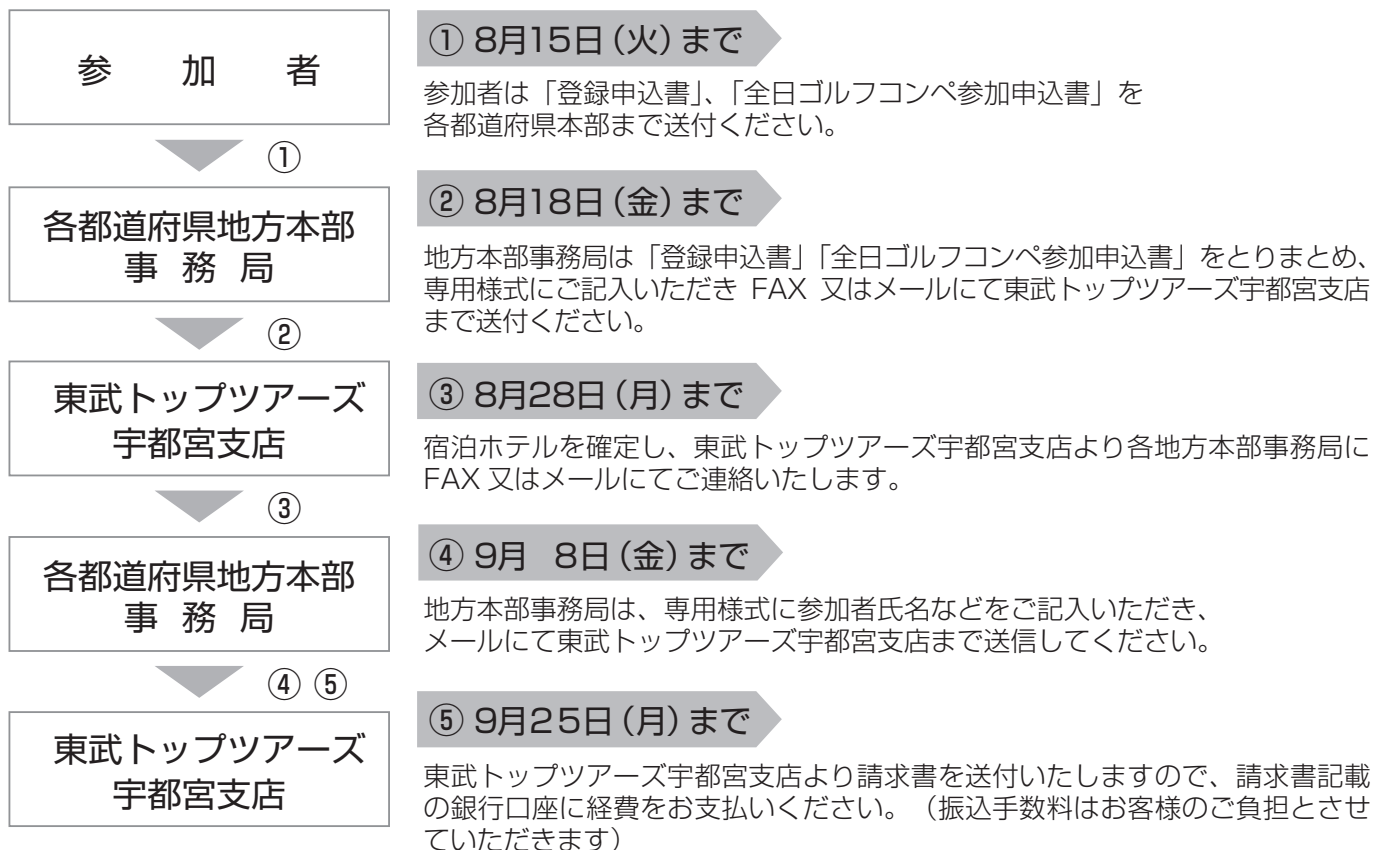 参　加　者
①
各都道府県地方本部
事 務 局
②
東武トップツアーズ
宇都宮支店
③
各都道府県地方本部
事 務 局
④ ⑤
東武トップツアーズ
宇都宮支店
① 8月15日（火）まで
参加者は「登録申込書」、「全日ゴルフコンペ参加申込書」を
各都道府県本部まで送付ください。
② 8月18日（金）まで
地方本部事務局は「登録申込書」「全日ゴルフコンペ参加申込書」をとりまとめ、
専用様式にご記入いただき FAX 又はメールにて東武トップツアーズ宇都宮支店
まで送付ください。
③ 8月28日（月）まで
宿泊ホテルを確定し、東武トップツアーズ宇都宮支店より各地方本部事務局に
FAX 又はメールにてご連絡いたします。
④ 9月　8日（金）まで
地方本部事務局は、専用様式に参加者氏名などをご記入いただき、
メールにて東武トップツアーズ宇都宮支店まで送信してください。
⑤ 9月25日（月）まで
東武トップツアーズ宇都宮支店より請求書を送付いたしますので、請求書記載
の銀行口座に経費をお支払いください。（振込手数料はお客様のご負担とさせ
ていただきます）